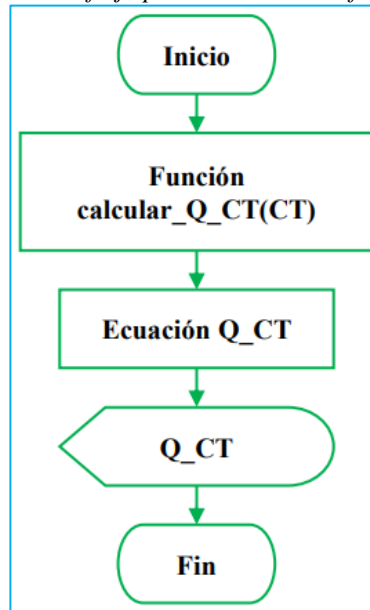 Inicio
Función
calcular_Q_CT(CT)
Ecuación Q_CT
Q_CT
Fin